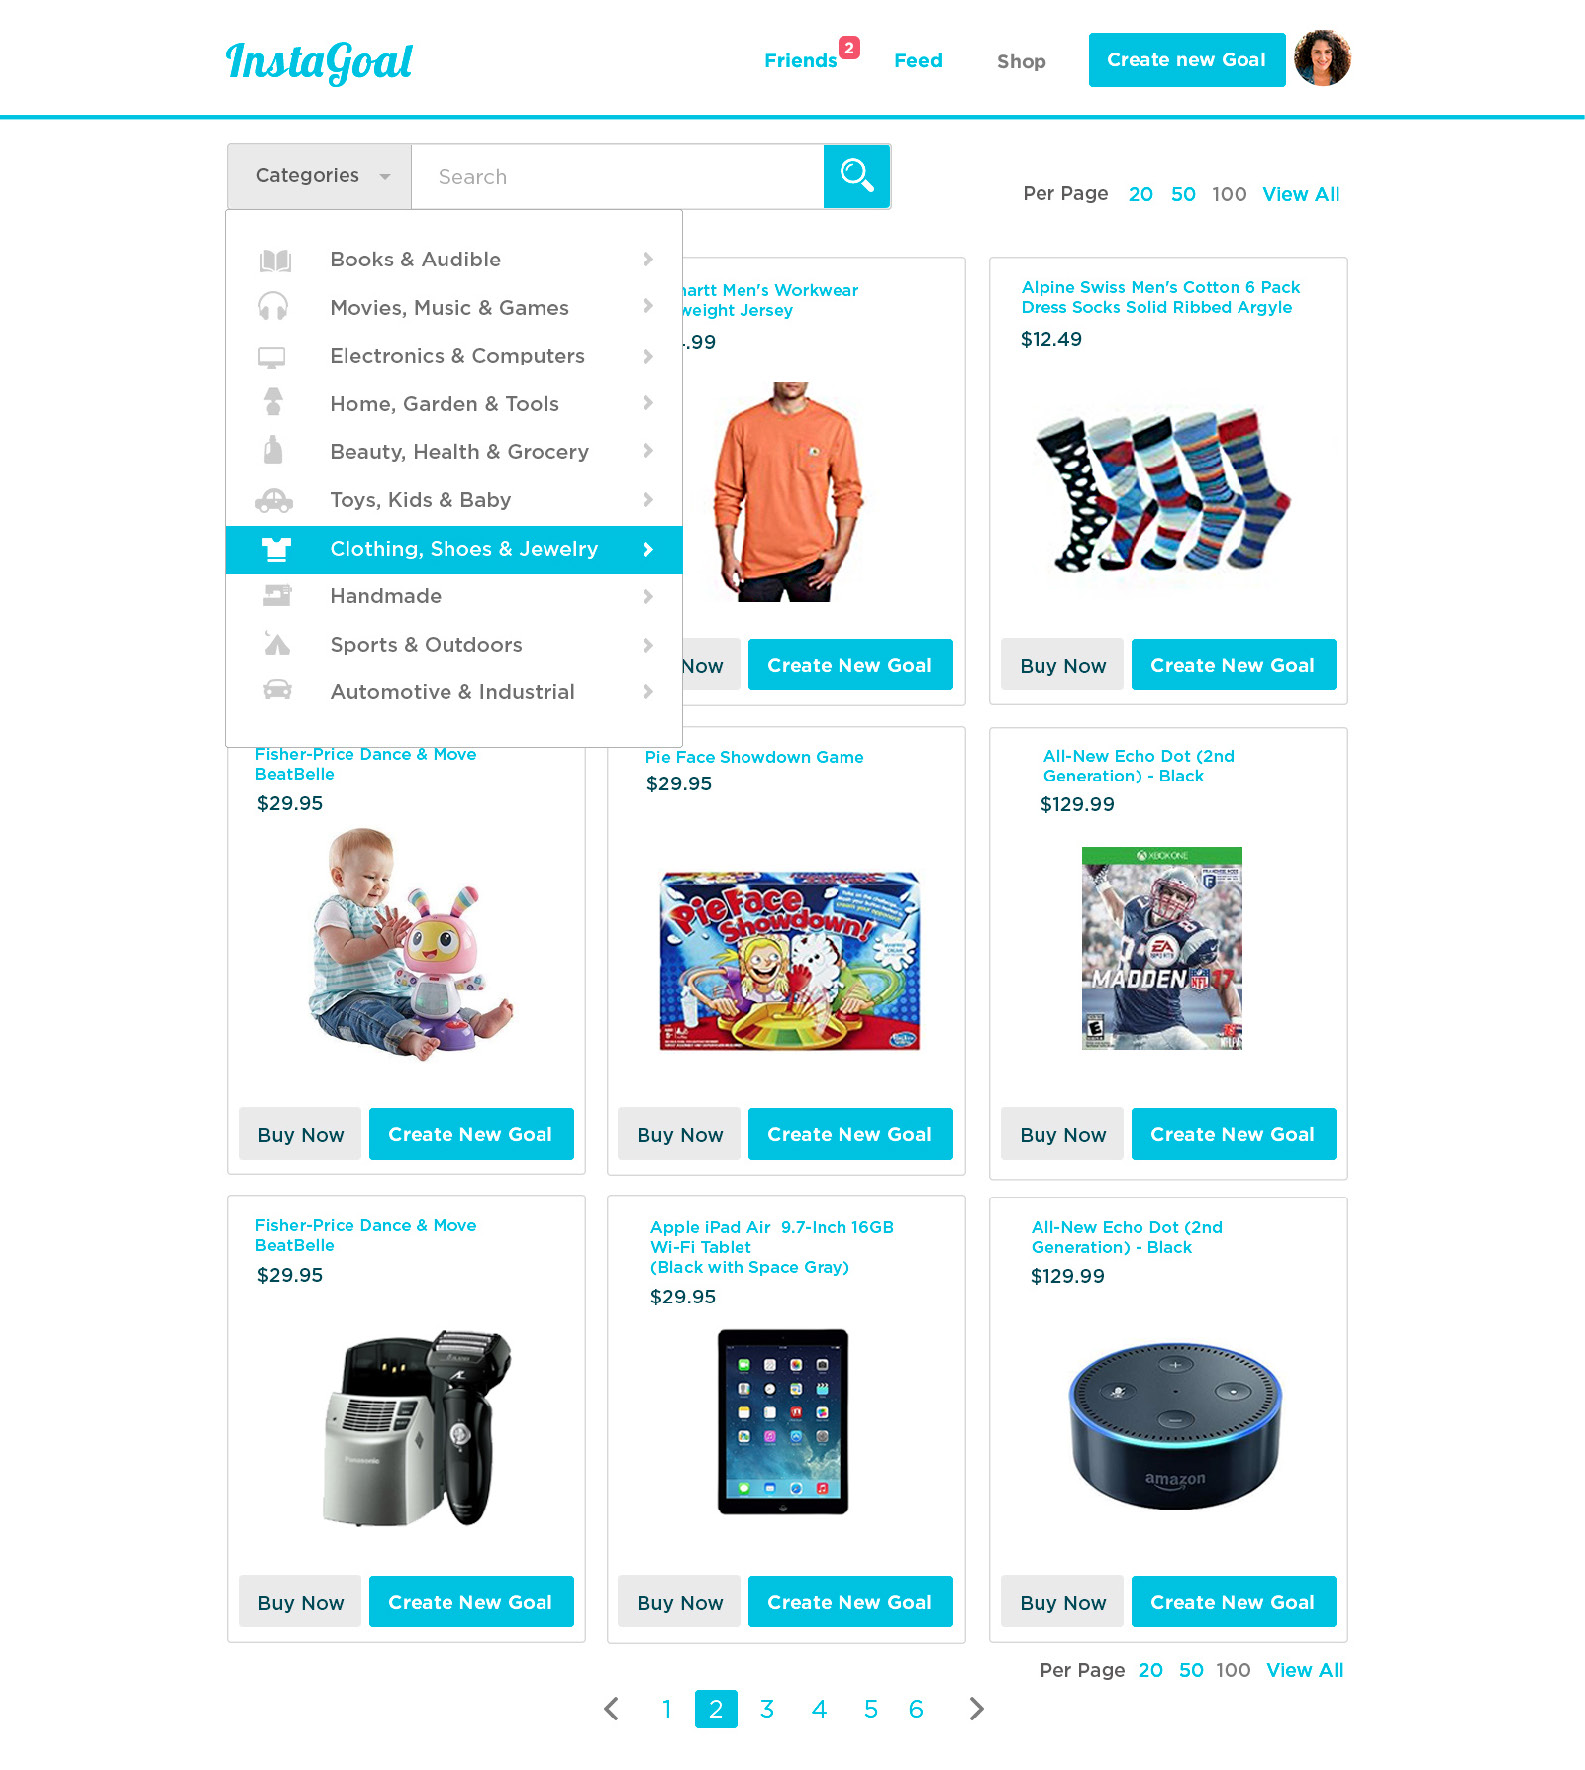 InstaGoal
Friends 2 Feed Shop Create new Goal
Categories Search
Per Page 20 50 100 View All
Books & Audible
Movies, Music & Games
Electronics & Computers
Home, Garden & Tools
Beauty, Health & Grocery
Toys, Kids & Baby
Clothing, Shoes & Jewelry
Handmade
Sports & Outdoors
Automotive & Industrial
Men's Workwear
weight Jersey
.99
Now Create New Goal
Alpine Swiss Men's Cotton 6 Pack
Dress Socks Solid Ribbed Argyle
$12.49
Buy Now Create New Goal
Fisher-Price Dance & Move
BeatBelle
$29.95
Buy Now Create New Goal
Pie Face Showdown Game
$29.95
Pie Face
Showdown!
Buy Now Create New Goal
All-New Echo Dot (2nd
Generation) - Black
$129.99
XBOX ONE
EA
SPORTS
MADDEN NFL 17
E
Buy Now Create New Goal
Fisher-Price Dance & Move
BeatBelle
$29.95
Panasonic
Buy Now Create New Goal
Apple iPad Air 9.7-Inch 16GB
Wi-Fi Tablet
(Black with Space Gray)
$29.95
Buy Now Create New Goal
All-New Echo Dot (2nd
Generation) - Black
$129.99
amazon
Buy Now Create New Goal
Per Page 20 50 100 View All
1 2 3 4 5 6